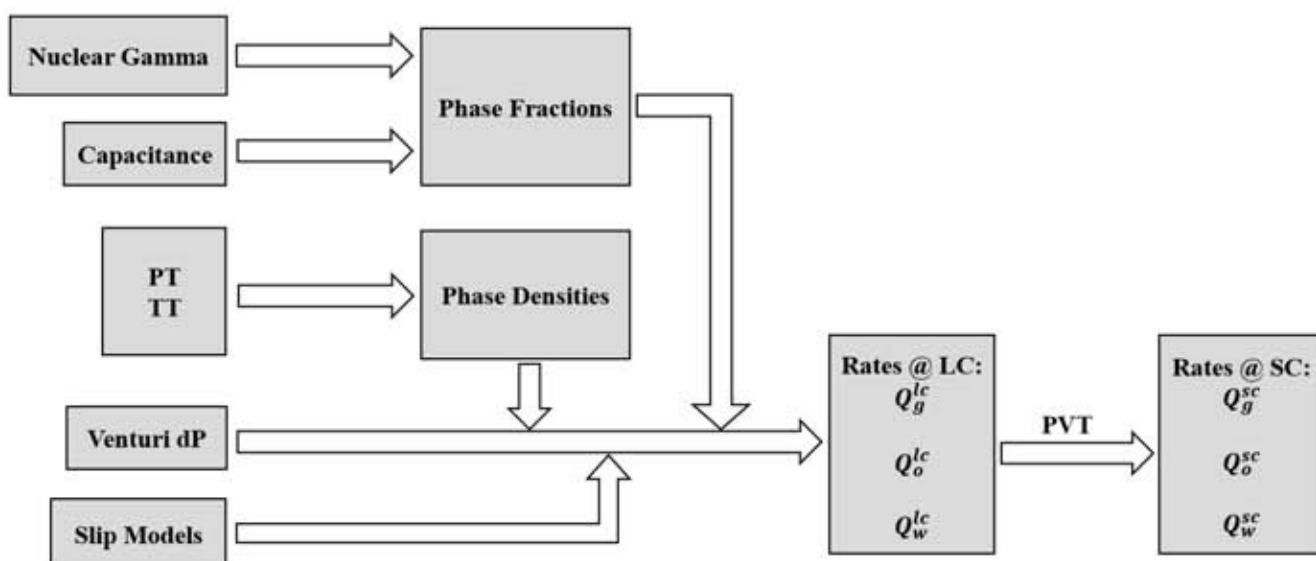 Nuclear Gamma
Capacitance
Phase Fractions
PT
TT
Phase Densities
Venturi dP
Slip Models
Rates @ LC:
Q_g^{lc}
Q_o^{lc}
Q_w^{lc}
PVT
Rates @ SC:
Q_g^{sc}
Q_o^{sc}
Q_w^{sc}